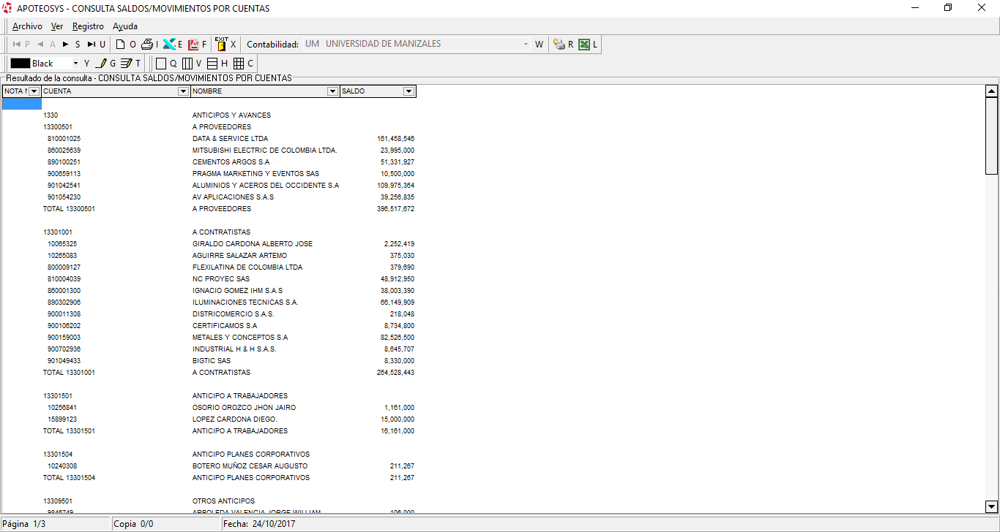 APOTEOSYS - CONSULTA SALDOS/MOVIMIENTOS POR CUENTAS
Archivo Ver Registro Ayuda
P A S U O I E F EXIT X Contabilidad: UM UNIVERSIDAD DE MANIZALES W R L
Black Y G T Q V H C
Resultado de la consulta - CONSULTA SALDOS/MOVIMIENTOS POR CUENTAS
NOTA CUENTA NOMBRE SALDO
1330 ANTICIPOS Y AVANCES
13300501 A PROVEEDORES
810001025 DATA & SERVICE LTDA 161,458,546
860025639 MITSUBISHI ELECTRIC DE COLOMBIA LTDA. 23,995,000
890100251 CEMENTOS ARGOS S.A 51,331,927
900659113 PRAGMA MARKETING Y EVENTOS SAS 10,500,000
901042541 ALUMINIOS Y ACEROS DEL OCCIDENTE S.A 109,975,364
901054230 AV APLICACIONES S.A.S 39,256,835
TOTAL 13300501 A PROVEEDORES 396,517,672
13301001 A CONTRATISTAS
10065325 GIRALDO CARDONA ALBERTO JOSE 2,252,419
10265083 AGUIRRE SALAZAR ARTEMO 375,030
800009127 FLEXILATINA DE COLOMBIA LTDA 379,690
810004039 NC PROYEC SAS 48,912,950
860001300 IGNACIO GOMEZ IHM S.A.S 38,003,390
890302906 ILUMINACIONES TECNICAS S.A. 66,149,909
900011308 DISTRICOMERCIO S.A.S. 218,048
900106202 CERTIFICAMOS S.A 8,734,800
900159003 METALES Y CONCEPTOS S.A 82,526,500
900702936 INDUSTRIAL H & H S.A.S. 8,645,707
901049433 BIGTIC SAS 8,330,000
TOTAL 13301001 A CONTRATISTAS 264,528,443
13301501 ANTICIPO A TRABAJADORES
10256841 OSORIO OROZCO JHON JAIRO 1,161,000
15899123 LOPEZ CARDONA DIEGO. 15,000,000
TOTAL 13301501 ANTICIPO A TRABAJADORES 16,161,000
13301504 ANTICIPO PLANES CORPORATIVOS
10240308 BOTERO MUÑOZ CESAR AUGUSTO 211,267
TOTAL 13301504 ANTICIPO PLANES CORPORATIVOS 211,267
13309501 OTROS ANTICIPOS
9846749 ARBOLEDA VALENCIA JORGE WILLIAM 106,000
Página 1/3 Copia 0/0 Fecha: 24/10/2017